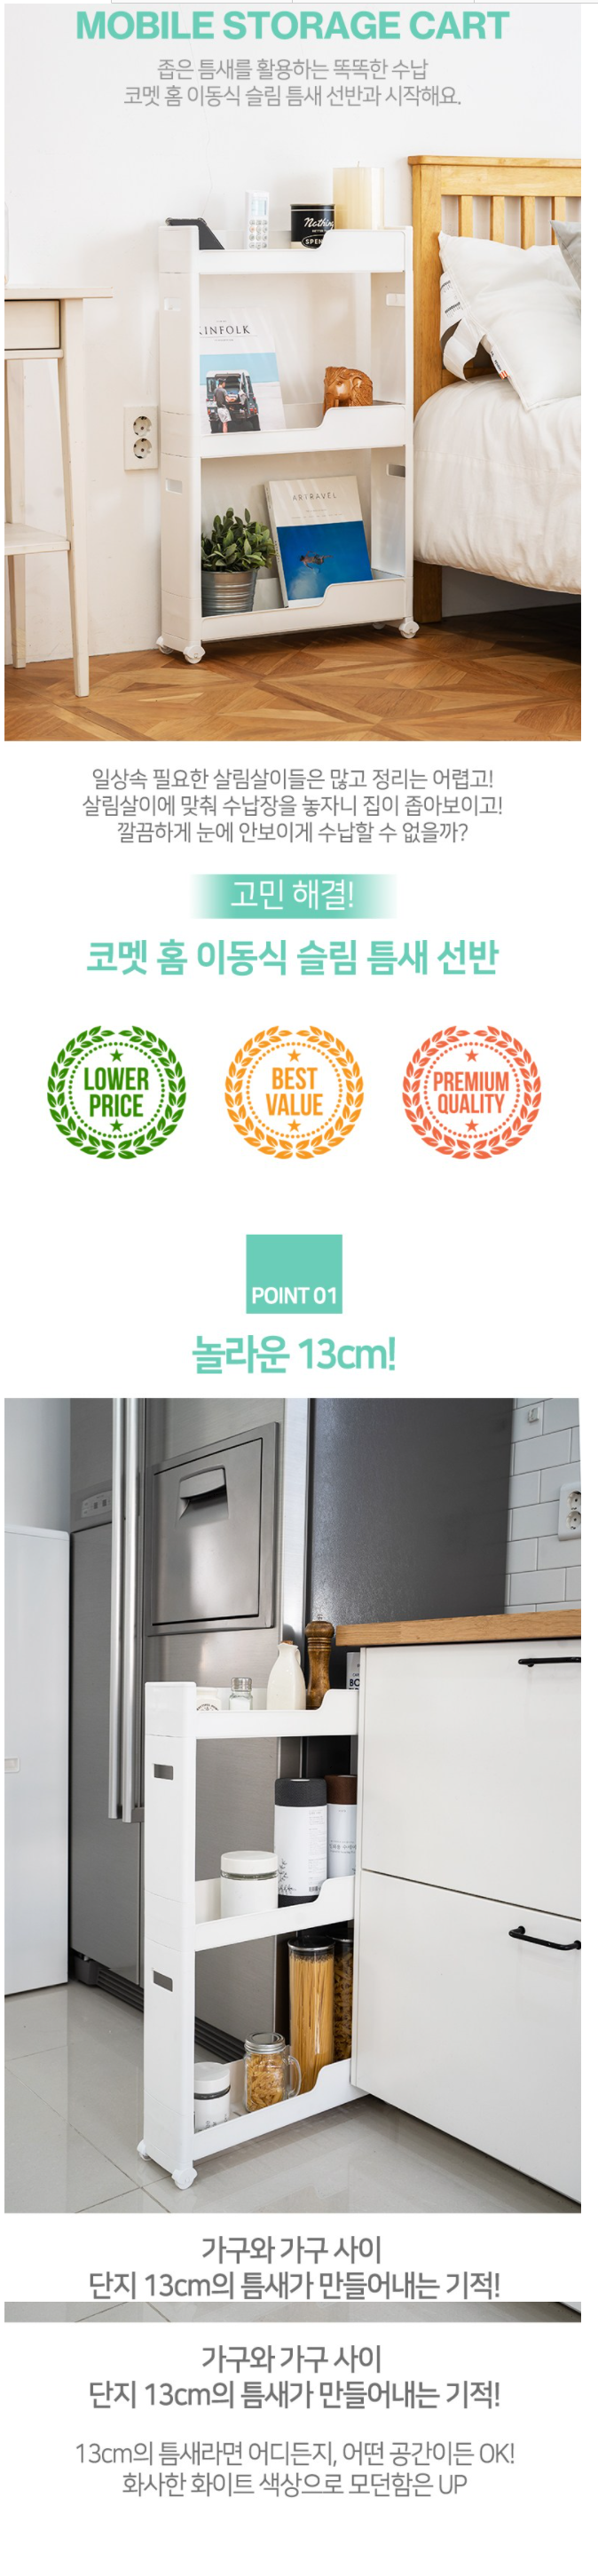 MOBILE STORAGE CART
좁은 틈새를 활용하는 똑똑한 수납
코멧 홈 이동식 슬림 틈새 선반과 시작해요.
Nothing
SPEN
KINFOLK
ARTRAVEL
일상속 필요한 살림살이들은 많고 정리는 어렵고!
살림살이에 맞춰 수납장을 놓자니 집이 좁아보이고!
깔끔하게 눈에 안보이게 수납할 수 없을까?
고민 해결!
코멧 홈 이동식 슬림 틈새 선반
LOWER PRICE
BEST VALUE
PREMIUM QUALITY
POINT 01
놀라운 13cm!
가구와 가구 사이
단지 13cm의 틈새가 만들어내는 기적!
가구와 가구 사이
단지 13cm의 틈새가 만들어내는 기적!
13cm의 틈새라면 어디든지, 어떤 공간이든 OK!
화사한 화이트 색상으로 모던함은 UP